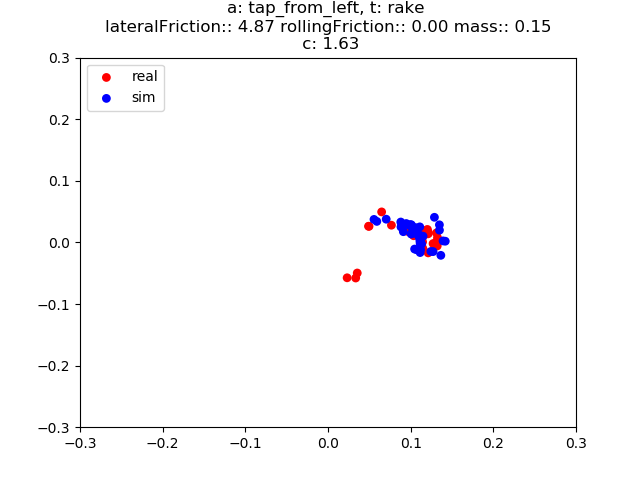 a: tap_from_left, t: rake
lateralFriction:: 4.87 rollingFriction:: 0.00 mass:: 0.15
c: 1.63
real
sim
0.3
0.2
0.1
0.0
−0.1
−0.2
−0.3
−0.3 −0.2 −0.1 0.0 0.1 0.2 0.3